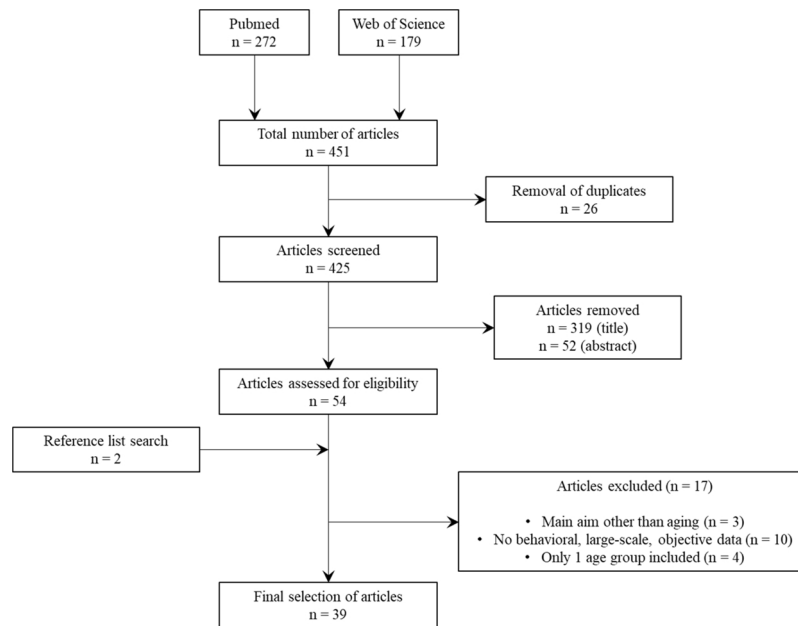 Pubmed
n = 272
Web of Science
n = 179
Total number of articles
n = 451
Removal of duplicates
n = 26
Articles screened
n = 425
Articles removed
n = 319 (title)
n = 52 (abstract)
Articles assessed for eligibility
n = 54
Reference list search
n = 2
Articles excluded (n = 17)
• Main aim other than aging (n = 3)
• No behavioral, large-scale, objective data (n = 10)
• Only 1 age group included (n = 4)
Final selection of articles
n = 39